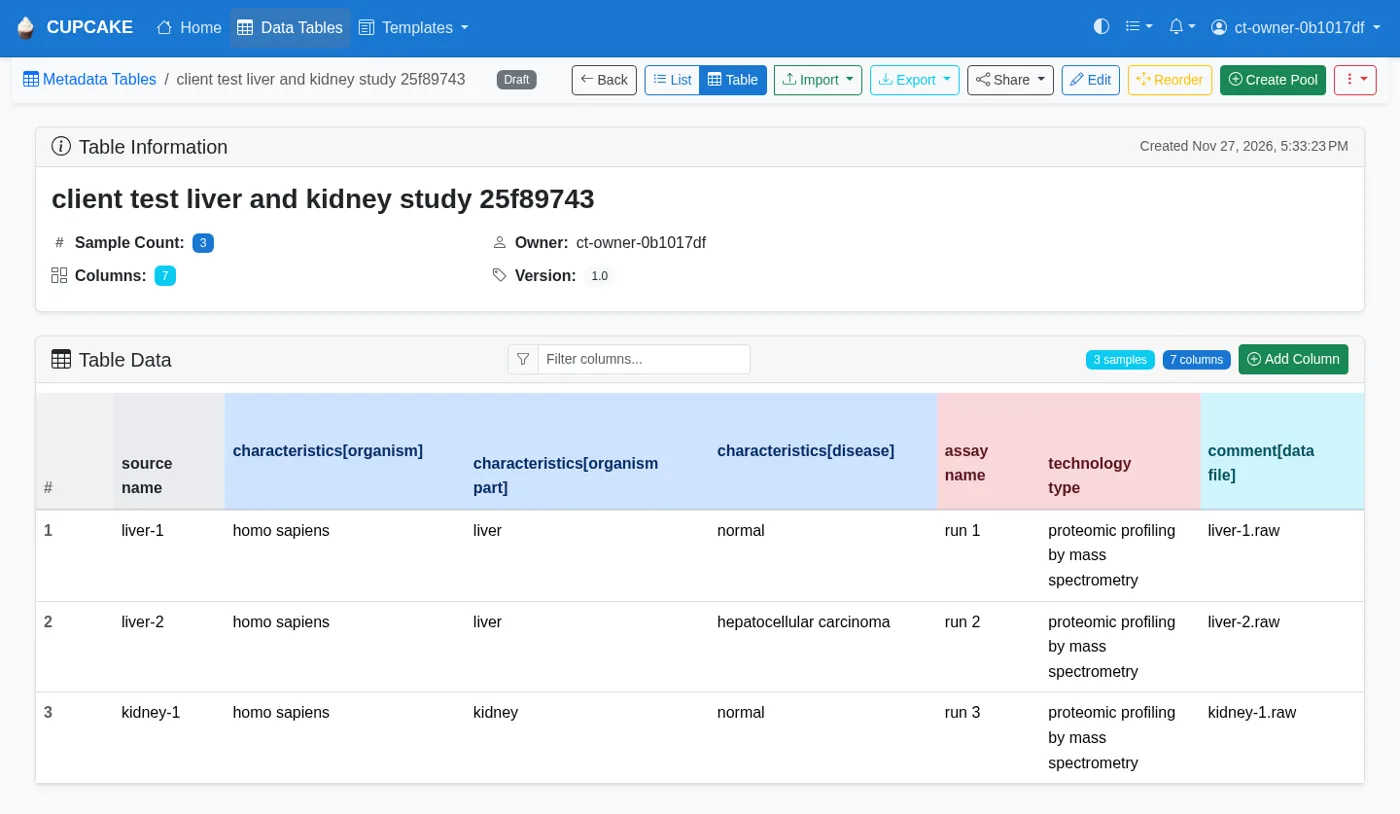 CUPCAKE Home Data Tables Templates ct-owner-0b1017df
Metadata Tables / client test liver and kidney study 25f89743 Draft Back List Table Import Export Share Edit Reorder Create Pool
Table Information Created Nov 27, 2026, 5:33:23 PM
client test liver and kidney study 25f89743
# Sample Count: 3 Owner: ct-owner-0b1017df
Columns: 7 Version: 1.0
Table Data Filter columns... 3 samples 7 columns Add Column
# source name characteristics[organism] characteristics[organism part] characteristics[disease] assay name technology type comment[data file]
1 liver-1 homo sapiens liver normal run 1 proteomic profiling by mass spectrometry liver-1.raw
2 liver-2 homo sapiens liver hepatocellular carcinoma run 2 proteomic profiling by mass spectrometry liver-2.raw
3 kidney-1 homo sapiens kidney normal run 3 proteomic profiling by mass spectrometry kidney-1.raw